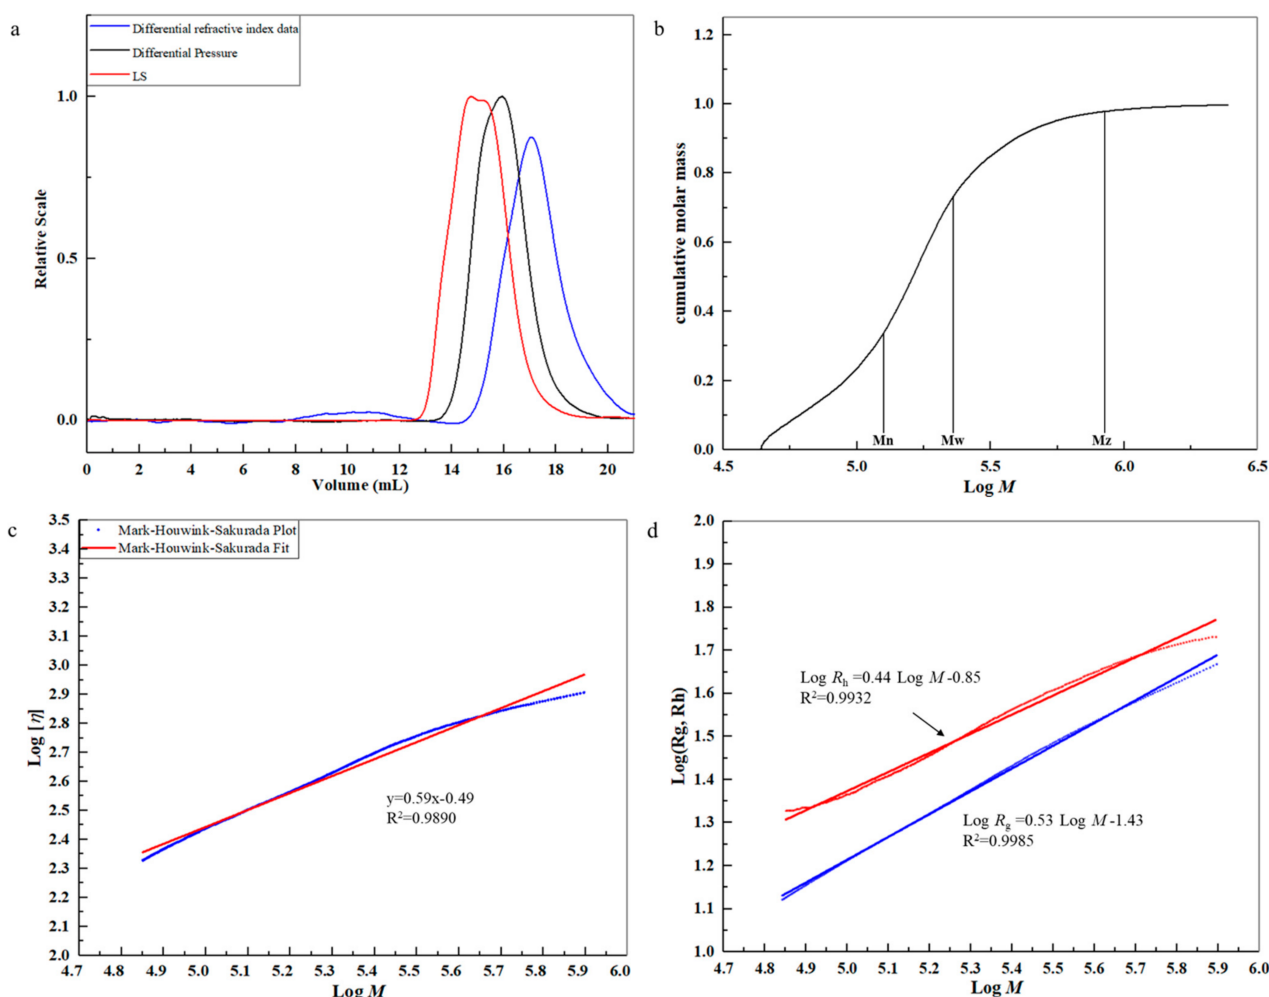 a
Differential refractive index data
Differential Pressure
LS
1.0
0.5
0.0
Relative Scale
0 2 4 6 8 10 12 14 16 18 20
Volume (mL)
b
1.2
1.0
0.8
0.6
0.4
0.2
0.0
cumulative molar mass
Mn Mw Mz
4.5 5.0 5.5 6.0 6.5
Log M
c
Mark-Houwink-Sakurada Plot
Mark-Houwink-Sakurada Fit
3.5
3.4
3.3
3.2
3.1
3.0
2.9
2.8
2.7
2.6
2.5
2.4
2.3
2.2
2.1
2.0
Log [η]
y=0.59x-0.49
R²=0.9890
4.7 4.8 4.9 5.0 5.1 5.2 5.3 5.4 5.5 5.6 5.7 5.8 5.9 6.0
Log M
d
2.0
1.9
1.8
1.7
1.6
1.5
1.4
1.3
1.2
1.1
1.0
Log(Rg, Rh)
Log Rh =0.44 Log M-0.85
R²=0.9932
Log Rg =0.53 Log M-1.43
R²=0.9985
4.7 4.8 4.9 5.0 5.1 5.2 5.3 5.4 5.5 5.6 5.7 5.8 5.9 6.0
Log M